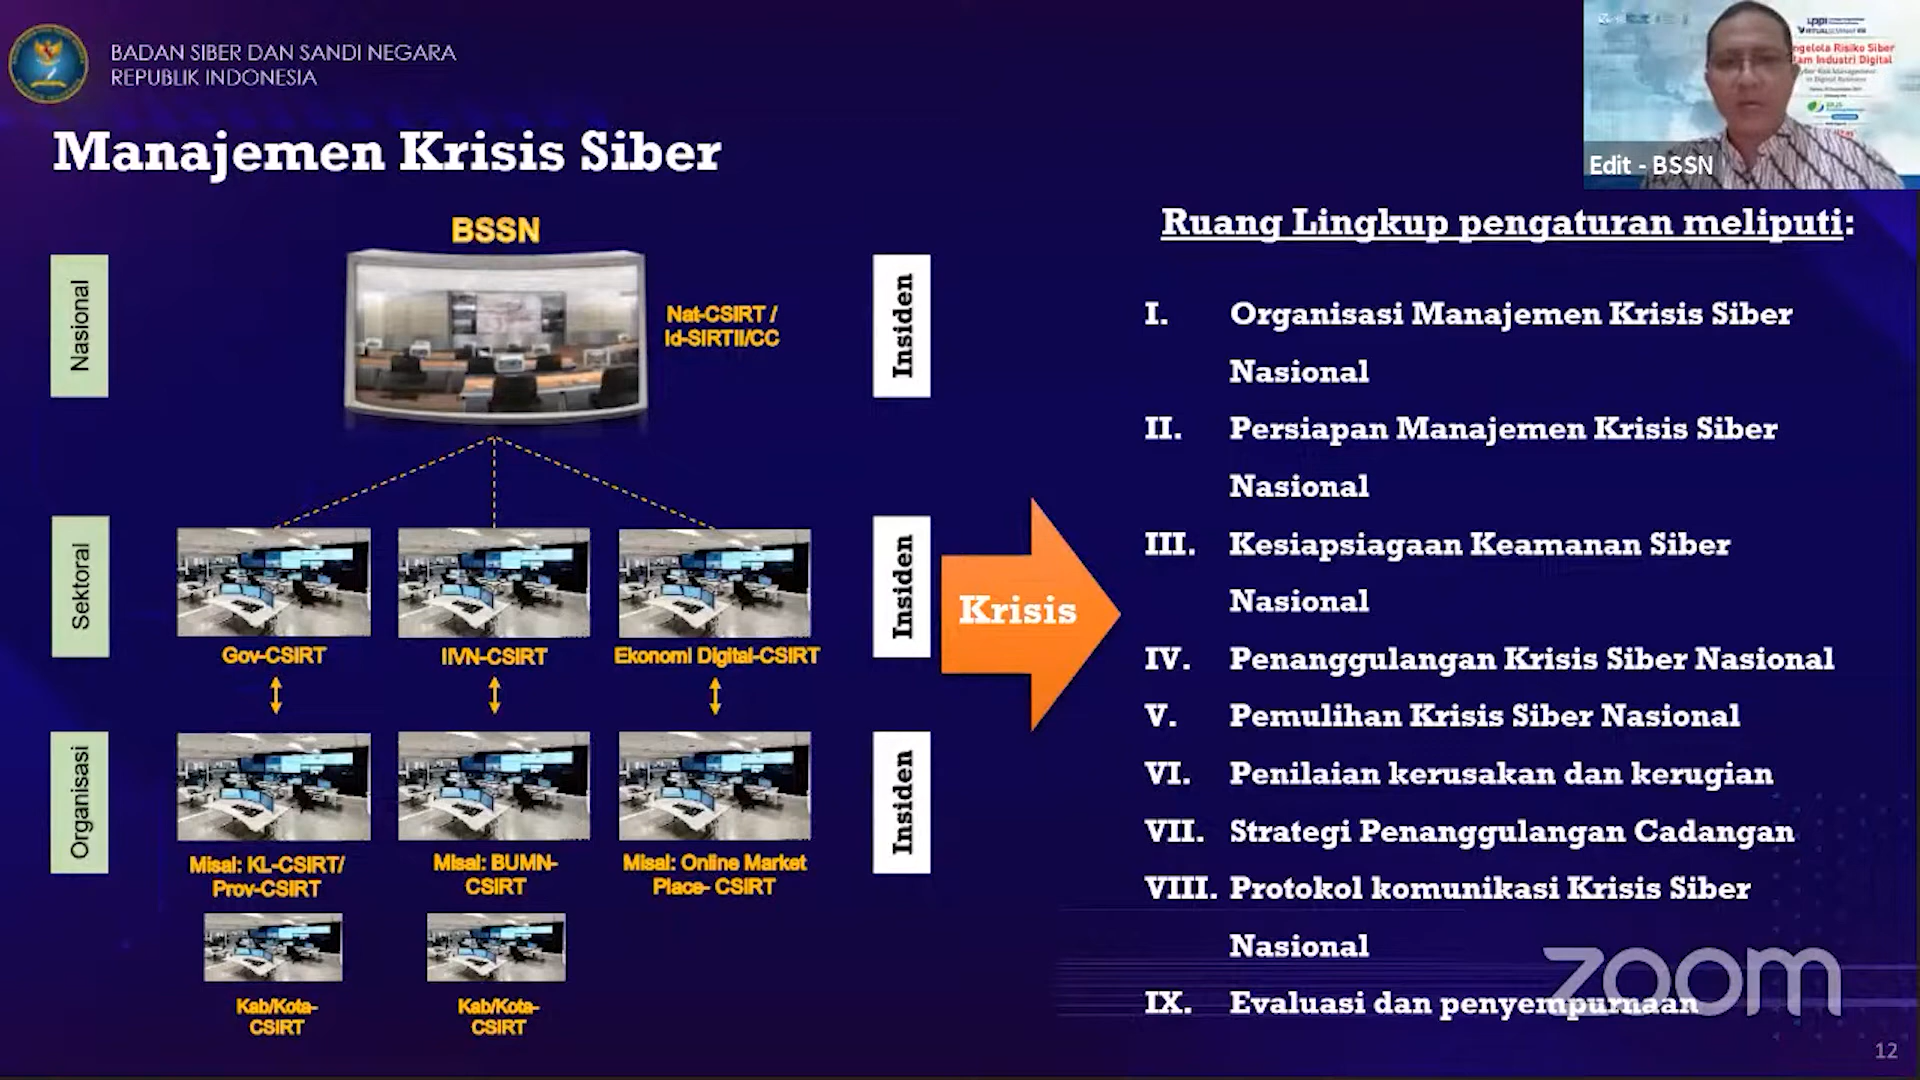 BADAN SIBER DAN SANDI NEGARA
REPUBLIK INDONESIA
Manajemen Krisis Siber
BSSN
Nasional
Nat-CSIRT /
Id-SIRTII/CC
Insiden
Sektoral
Gov-CSIRT
IIVN-CSIRT
Ekonomi Digital-CSIRT
Insiden
Organisasi
Misal: KL-CSIRT/
Prov-CSIRT
Misal: BUMN-
CSIRT
Misal: Online Market
Place- CSIRT
Insiden
Kab/Kota-
CSIRT
Kab/Kota-
CSIRT
Krisis
Ruang Lingkup pengaturan meliputi:
I. Organisasi Manajemen Krisis Siber
Nasional
II. Persiapan Manajemen Krisis Siber
Nasional
III. Kesiapsiagaan Keamanan Siber
Nasional
IV. Penanggulangan Krisis Siber Nasional
V. Pemulihan Krisis Siber Nasional
VI. Penilaian kerusakan dan kerugian
VII. Strategi Penanggulangan Cadangan
VIII. Protokol komunikasi Krisis Siber
Nasional
IX. Evaluasi dan penyempurnaan
zoom
12
lppi
Risiko Siber
Industri Digital
Edit - BSSN